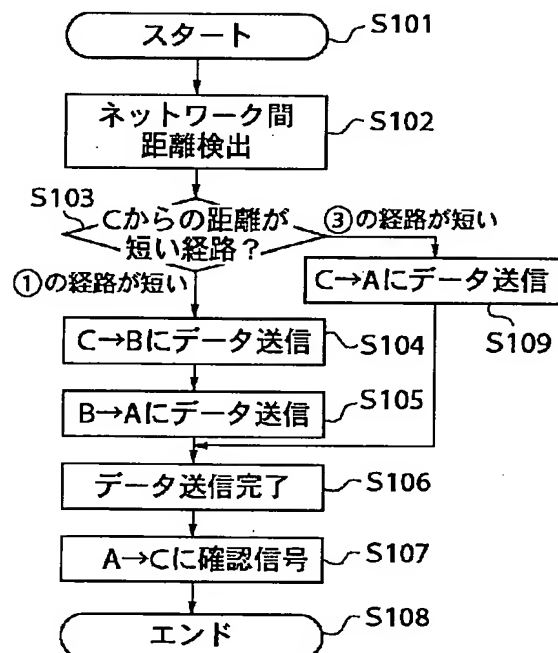 スタート
S101
ネットワーク間
距離検出
S102
S103
Cからの距離が
短い経路？
③の経路が短い
①の経路が短い
C→Aにデータ送信
S109
C→Bにデータ送信
S104
B→Aにデータ送信
S105
データ送信完了
S106
A→Cに確認信号
S107
エンド
S108